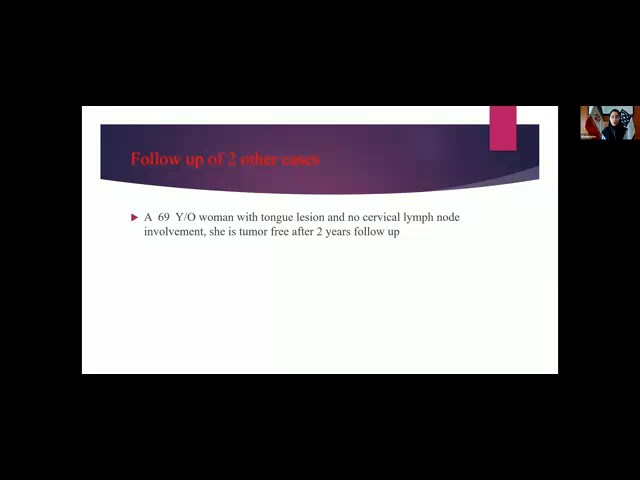 Follow up of 2 other cases
A 69 Y/O woman with tongue lesion and no cervical lymph node
involvement, she is tumor free after 2 years follow up